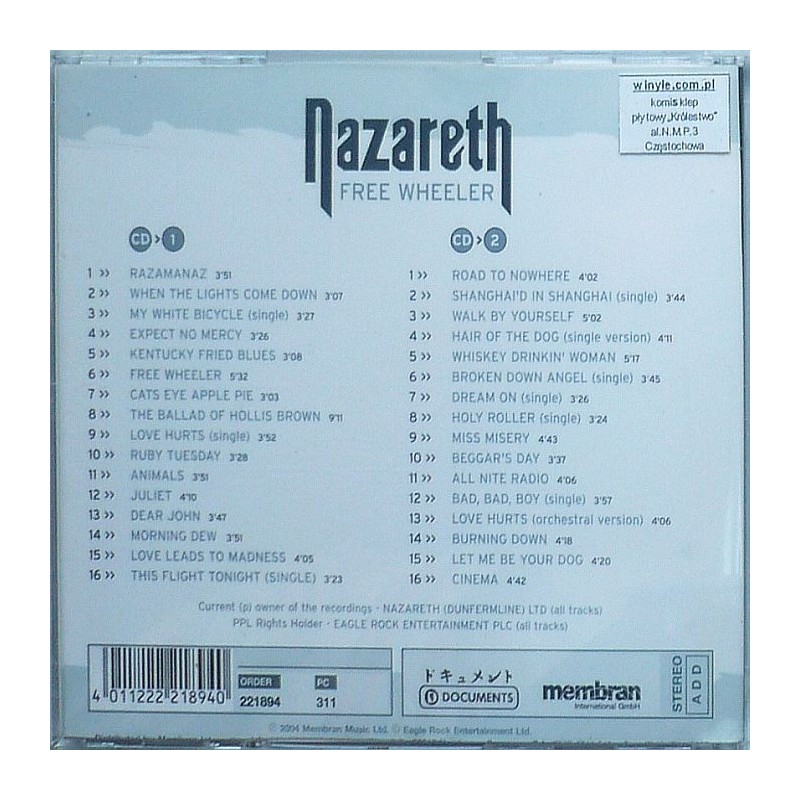 winyle.com.pl
komis sklep
płytowy„Królestwo"
al.N.M.P.3
Częstochowa
Nazareth
FREE WHEELER
CD>1
1 >> RAZAMANAZ 3'51
2 >> WHEN THE LIGHTS COME DOWN 3'07
3 >> MY WHITE BICYCLE (single) 3'27
4 >> EXPECT NO MERCY 3'26
5 >> KENTUCKY FRIED BLUES 3'08
6 >> FREE WHEELER 5'32
7 >> CATS EYE APPLE PIE 3'03
8 >> THE BALLAD OF HOLLIS BROWN 9'11
9 >> LOVE HURTS (single) 3'52
10 >> RUBY TUESDAY 3'28
11 >> ANIMALS 3'51
12 >> JULIET 4'10
13 >> DEAR JOHN 3'47
14 >> MORNING DEW 3'51
15 >> LOVE LEADS TO MADNESS 4'05
16 >> THIS FLIGHT TONIGHT (SINGLE) 3'23
CD>2
1 >> ROAD TO NOWHERE 4'02
2 >> SHANGHAI'D IN SHANGHAI (single) 3'44
3 >> WALK BY YOURSELF 5'02
4 >> HAIR OF THE DOG (single version) 4'11
5 >> WHISKEY DRINKIN' WOMAN 5'17
6 >> BROKEN DOWN ANGEL (single) 3'45
7 >> DREAM ON (single) 3'26
8 >> HOLY ROLLER (single) 3'24
9 >> MISS MISERY 4'43
10 >> BEGGAR'S DAY 3'37
11 >> ALL NITE RADIO 4'06
12 >> BAD, BAD, BOY (single) 3'57
13 >> LOVE HURTS (orchestral version) 4'06
14 >> BURNING DOWN 4'18
15 >> LET ME BE YOUR DOG 4'20
16 >> CINEMA 4'42
Current (p) owner of the recordings - NAZARETH (DUNFERMLINE) LTD (all tracks)
PPL Rights Holder - EAGLE ROCK ENTERTAINMENT PLC (all tracks)
4 011222 218940
ORDER PC
221894 311
ドキュメント
DOCUMENTS
membran
International GmbH
STEREO
ADD
℗ 2004 Membran Music Ltd. © Eagle Rock Entertainment Ltd.